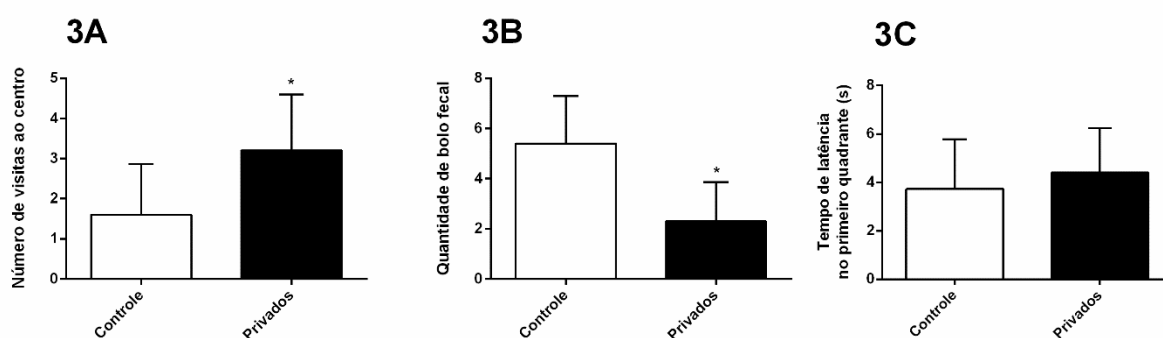 3A
Número de visitas ao centro
5
4
3
2
1
0
*
Controle
Privados
3B
Quantidade de bolo fecal
8
6
4
2
0
*
Controle
Privados
3C
Tempo de latência
no primeiro quadrante (s)
8
6
4
2
0
Controle
Privados